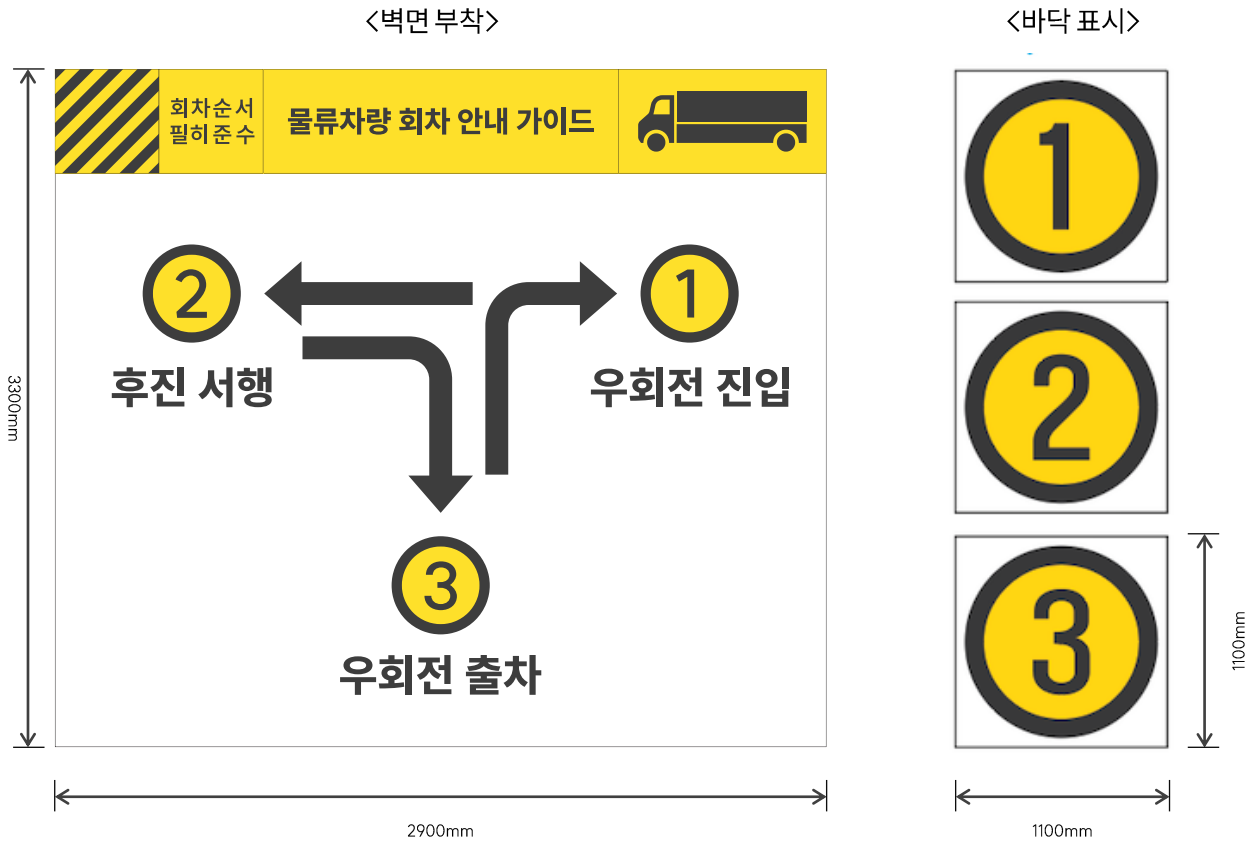 <벽면 부착>
<바닥 표시>
회차순서
필히준수
물류차량 회차 안내 가이드
2
1
후진 서행
우회전 진입
3
우회전 출차
3300mm
2900mm
1
2
3
1100mm
1100mm